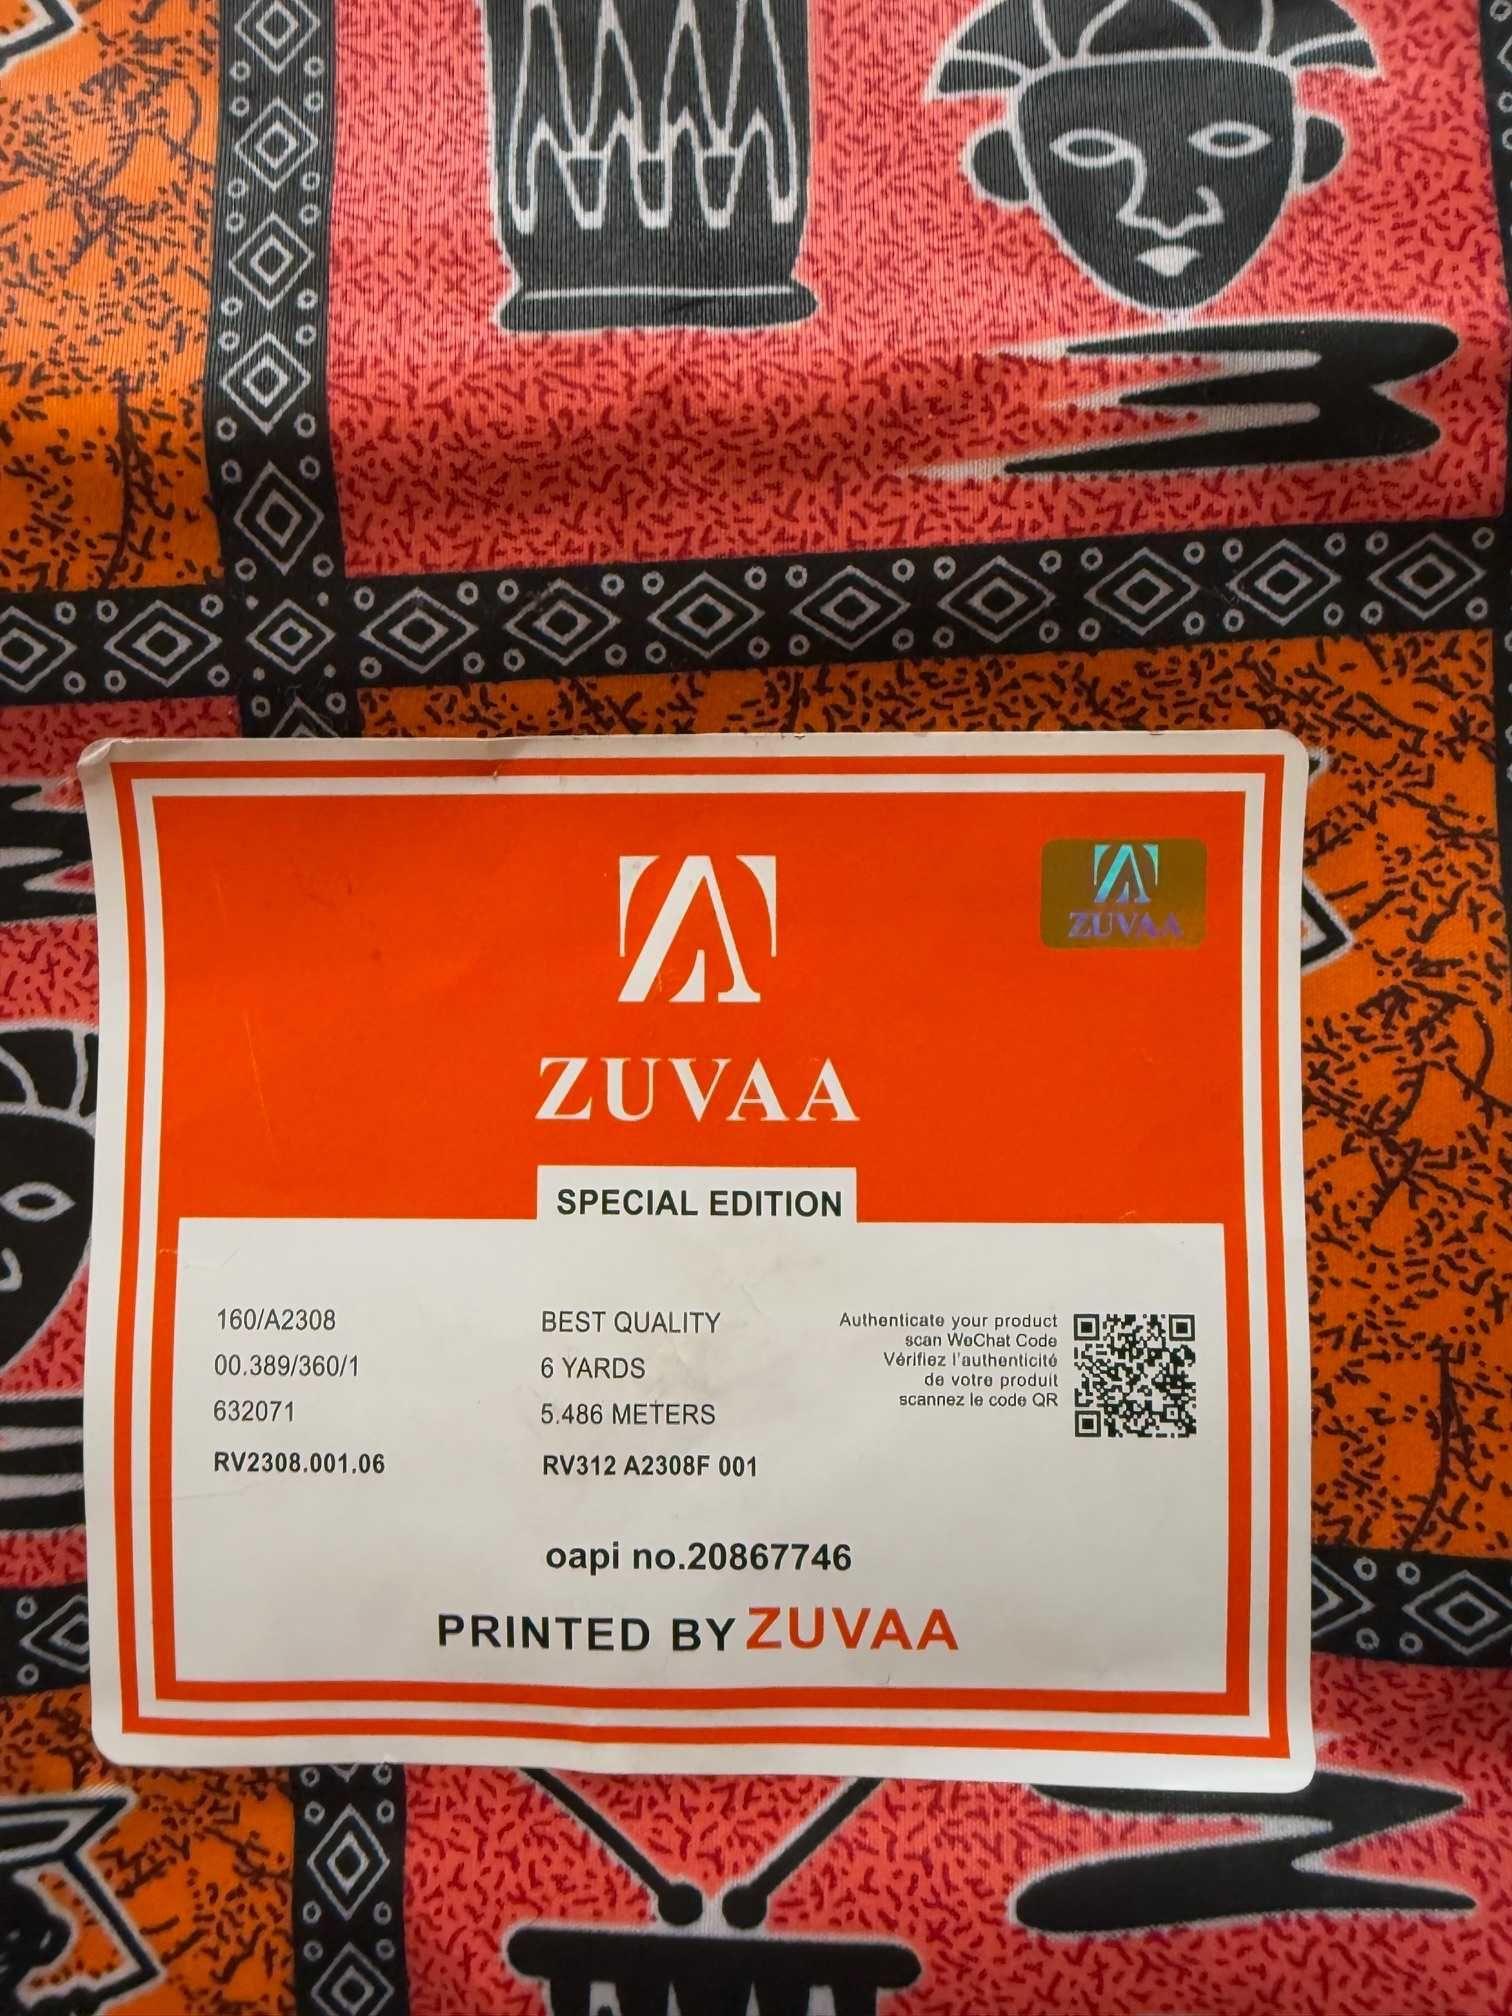 ZUVAA
ZUVAA
SPECIAL EDITION
160/A2308
00.389/360/1
632071
RV2308.001.06
BEST QUALITY
6 YARDS
5.486 METERS
RV312 A2308F 001
Authenticate your product
scan WeChat Code
Vérifiez l'authenticité
de votre produit
scannez le code QR
oapi no.20867746
PRINTED BY ZUVAA